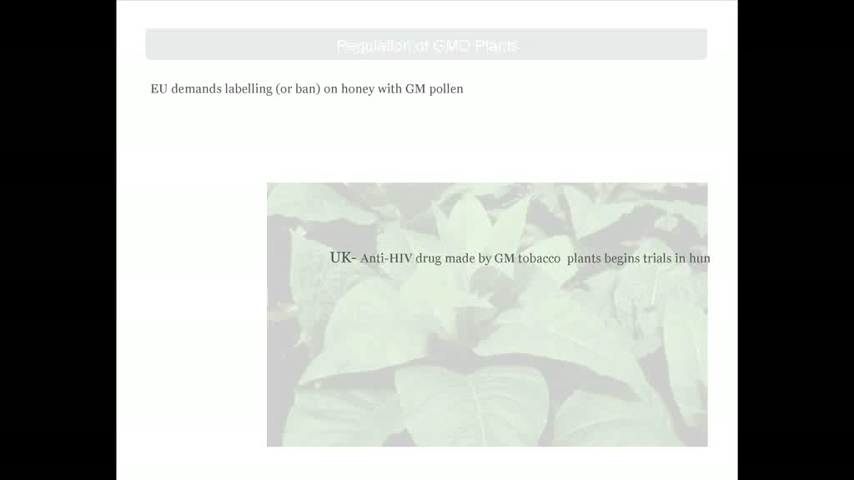 Regulation of GMO Plants
EU demands labelling (or ban) on honey with GM pollen
UK- Anti-HIV drug made by GM tobacco plants begins trials in hum